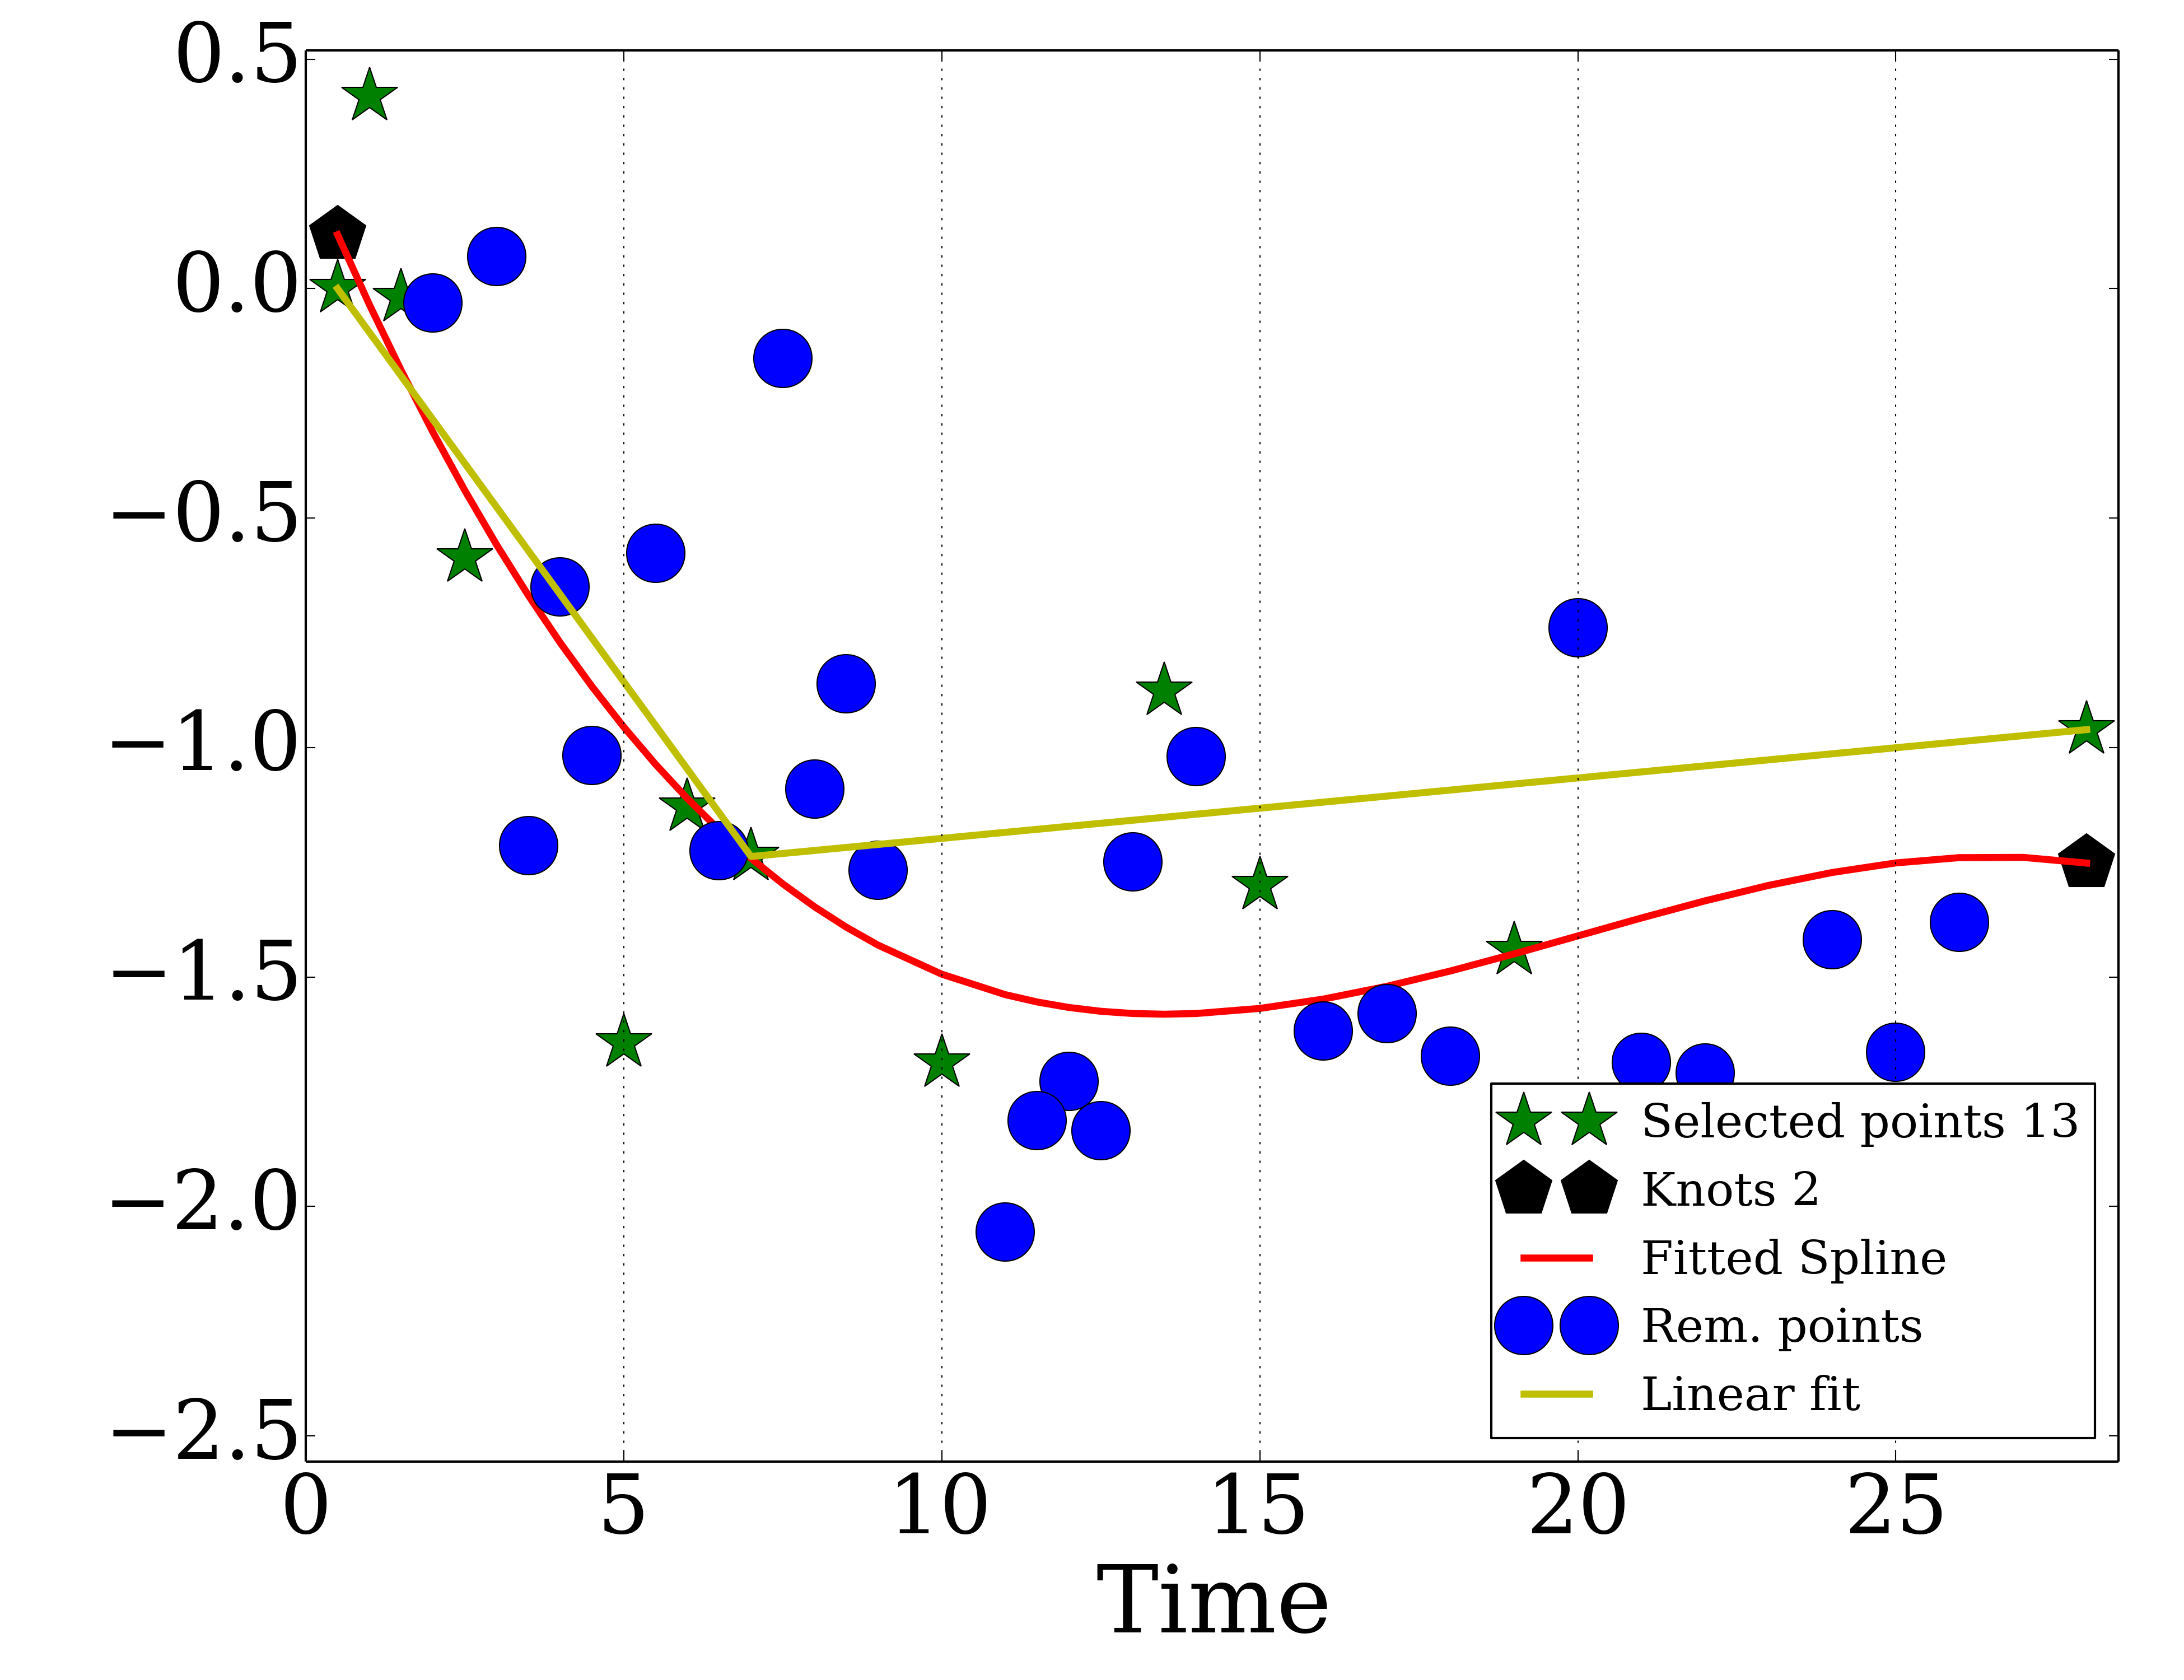 0.5
0.0
−0.5
−1.0
−1.5
−2.0
−2.5
0 5 10 15 20 25
Time
Selected points 13
Knots 2
Fitted Spline
Rem. points
Linear fit